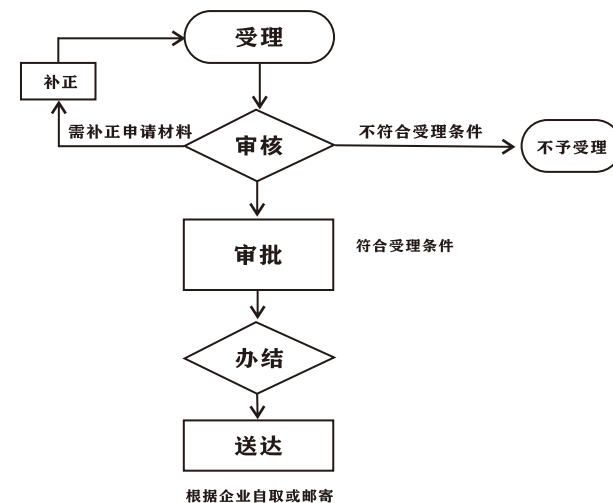 受理
补正
需补正申请材料
不符合受理条件
审核
不予受理
审批
符合受理条件
办结
送达
根据企业自取或邮寄